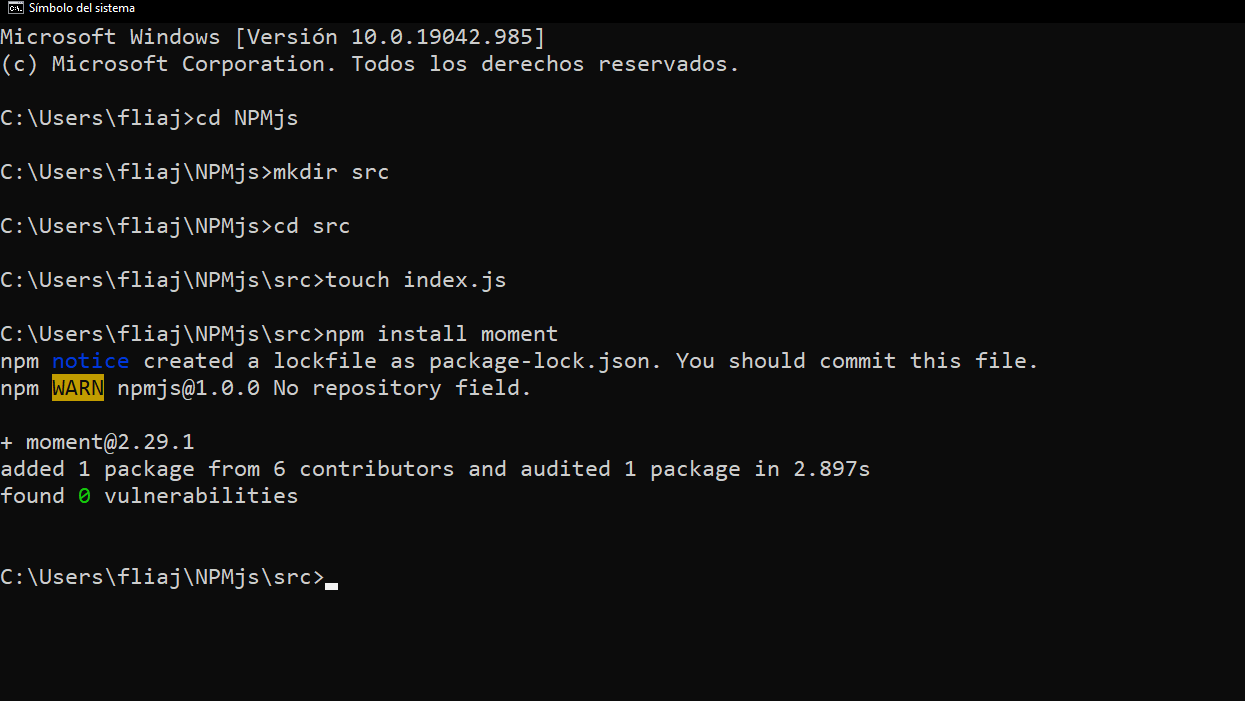 Símbolo del sistema
Microsoft Windows [Versión 10.0.19042.985]
(c) Microsoft Corporation. Todos los derechos reservados.
C:\Users\fliaj>cd NPMjs
C:\Users\fliaj\NPMjs>mkdir src
C:\Users\fliaj\NPMjs>cd src
C:\Users\fliaj\NPMjs\src>touch index.js
C:\Users\fliaj\NPMjs\src>npm install moment
npm notice created a lockfile as package-lock.json. You should commit this file.
npm WARN npmjs@1.0.0 No repository field.
+ moment@2.29.1
added 1 package from 6 contributors and audited 1 package in 2.897s
found 0 vulnerabilities
C:\Users\fliaj\NPMjs\src>